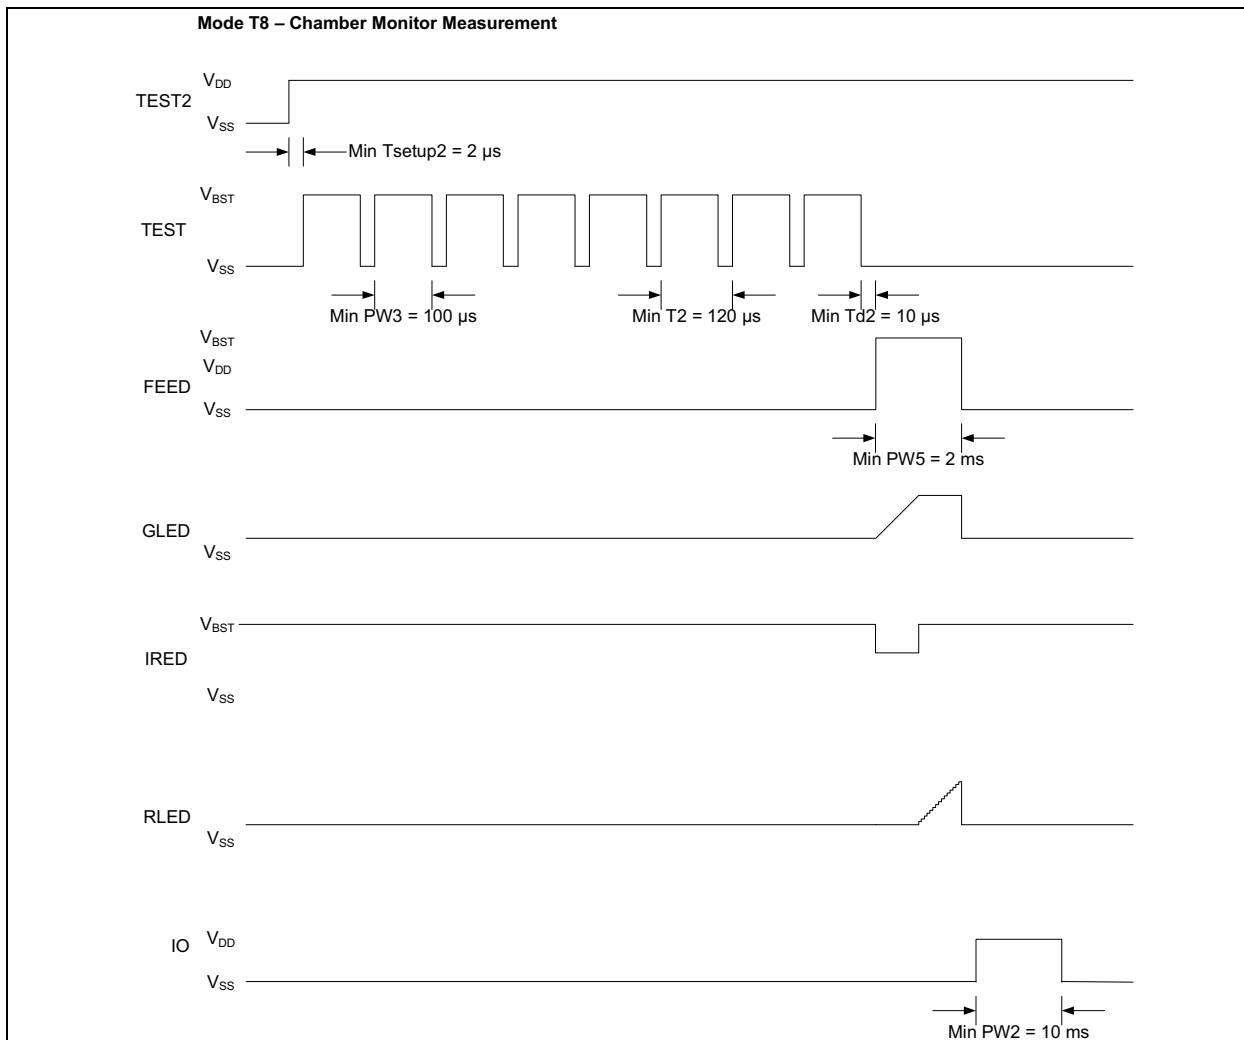 Mode T8 – Chamber Monitor Measurement
VDD
TEST2
VSS
Min Tsetup2 = 2 µs
VBST
TEST
VSS
Min PW3 = 100 µs
Min T2 = 120 µs
Min Td2 = 10 µs
VBST
VDD
FEED
VSS
Min PW5 = 2 ms
GLED
VSS
VBST
IRED
VSS
RLED
VSS
IO
VDD
VSS
Min PW2 = 10 ms